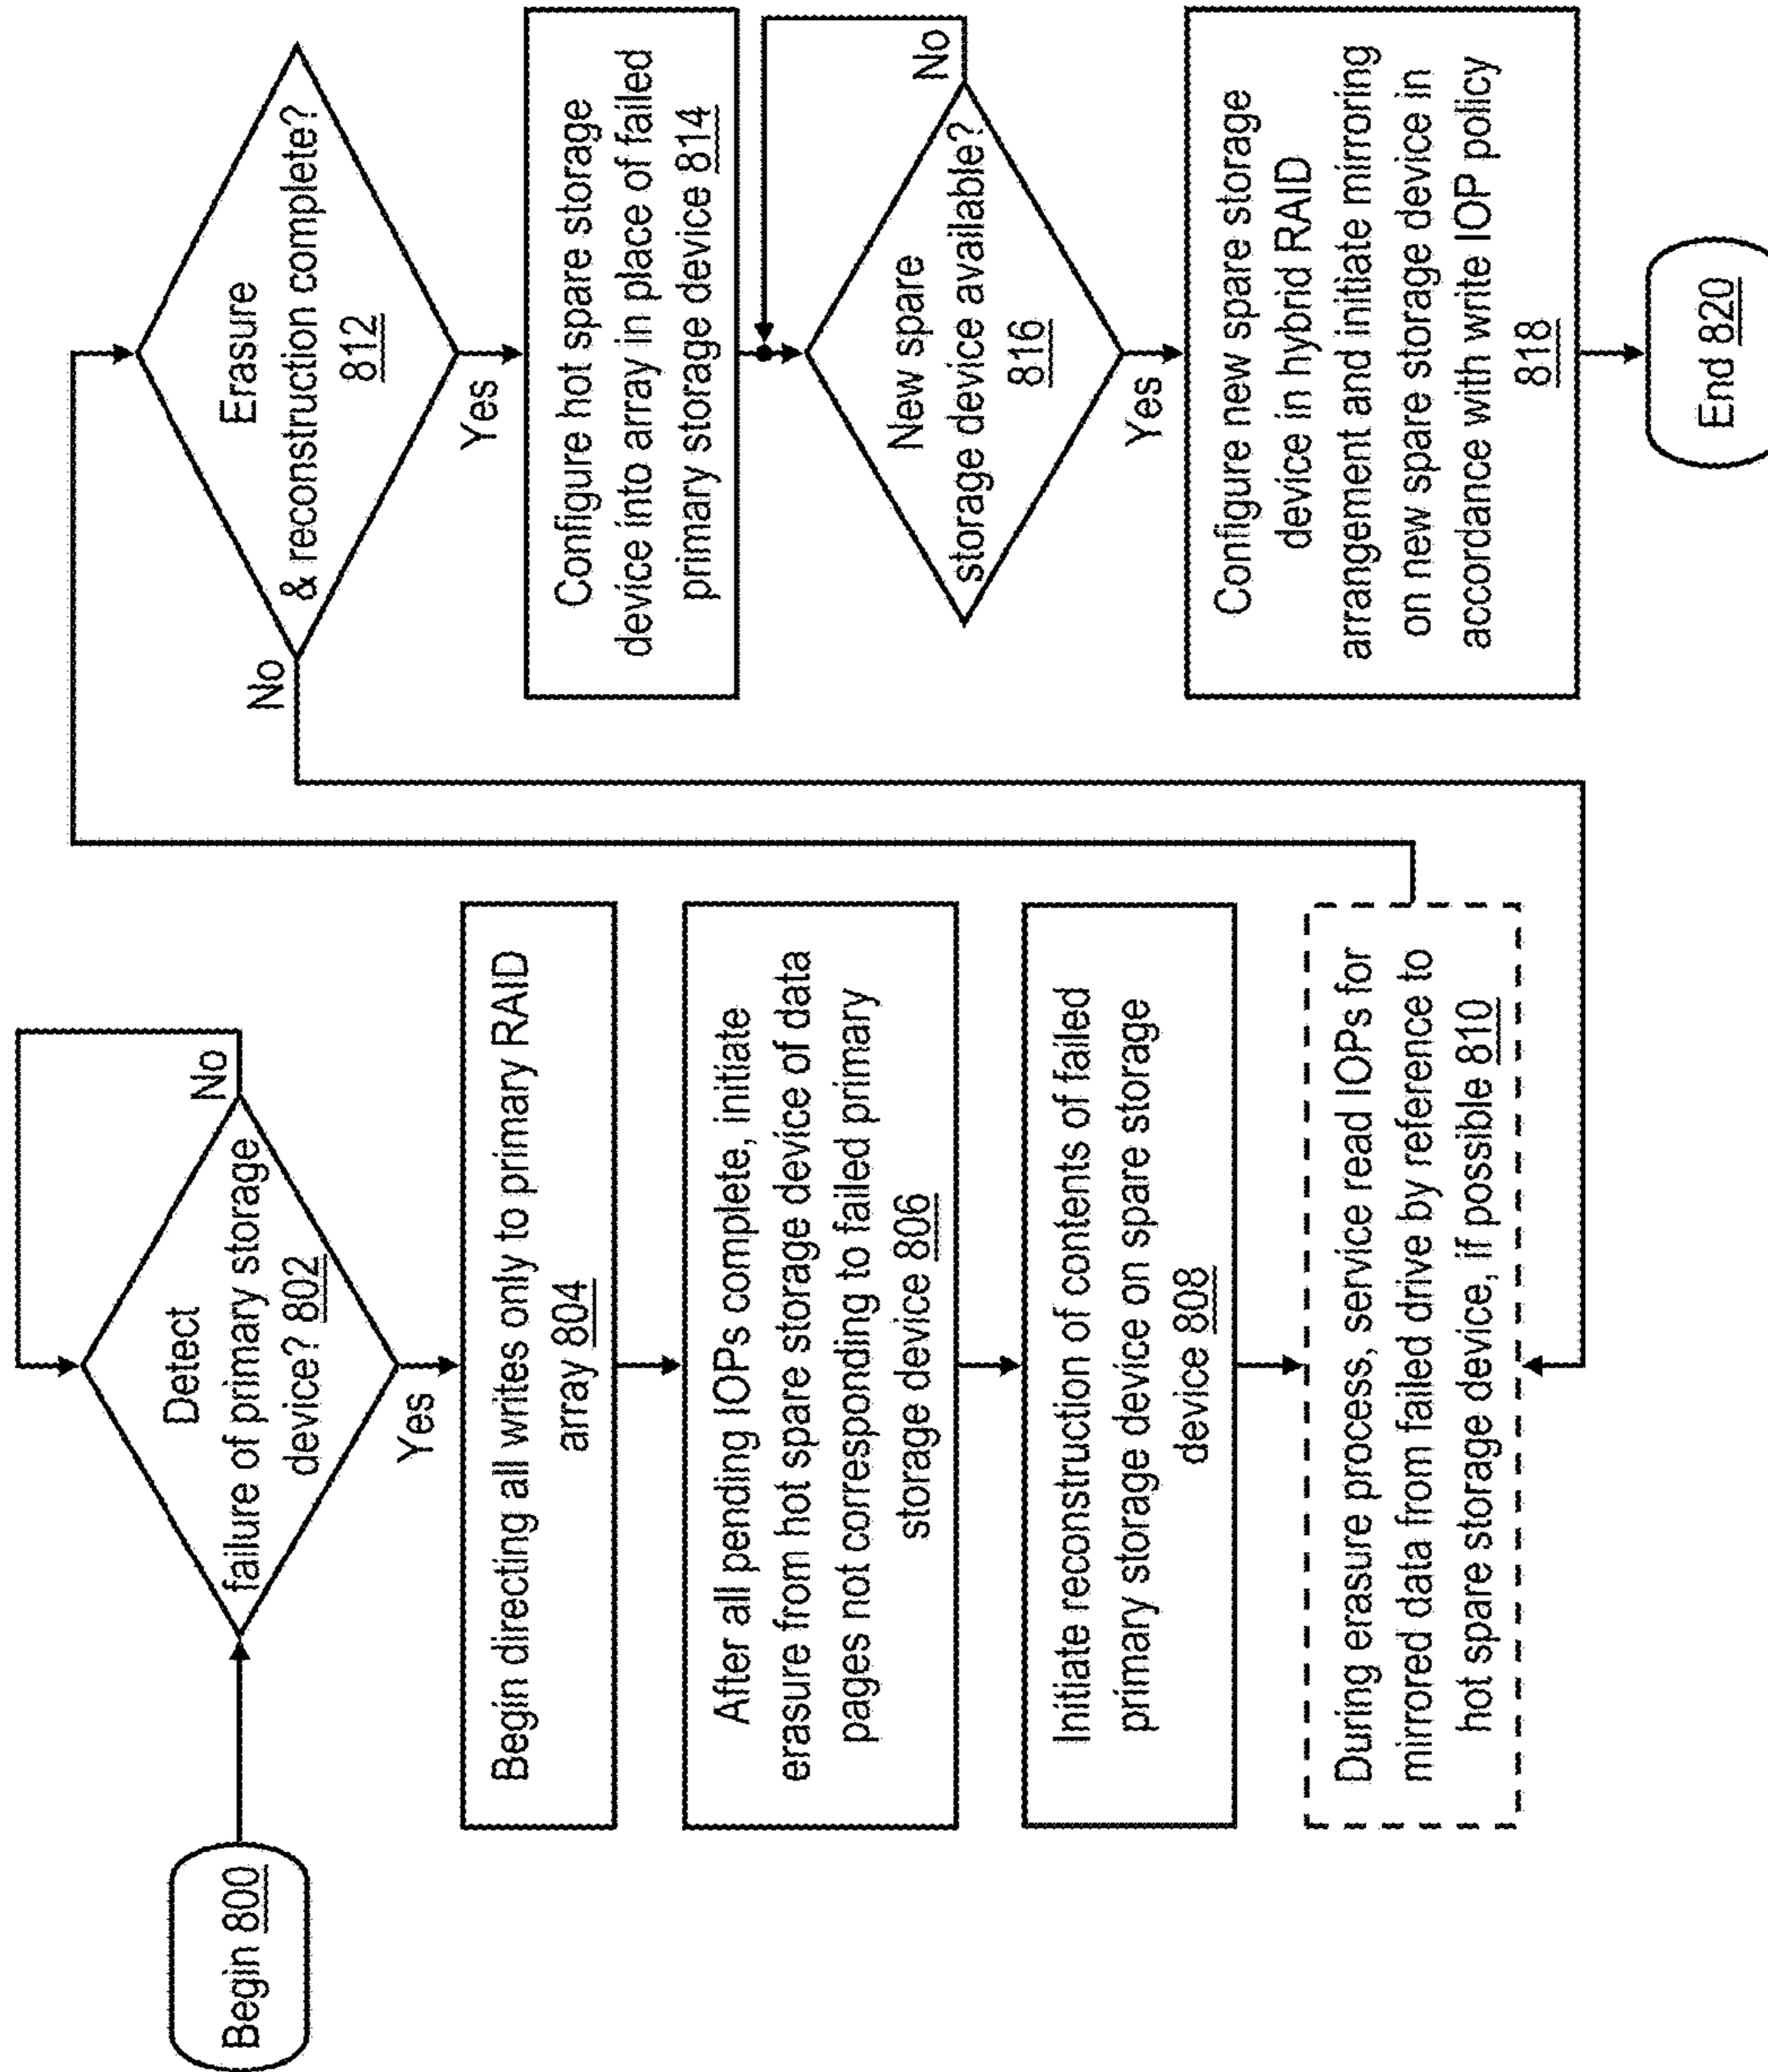 Begin 800
Detect
failure of primary storage
device? 802
No
Yes
Begin directing all writes only to primary RAID
array 804
After all pending IOPs complete, initiate
erasure from hot spare storage device of data
pages not corresponding to failed primary
storage device 806
Initiate reconstruction of contents of failed
primary storage device on spare storage
device 808
During erasure process, service read IOPs for
mirrored data from failed drive by reference to
hot spare storage device, if possible 810
Erasure
& reconstruction complete?
812
No
Yes
Configure hot spare storage
device into array in place of failed
primary storage device 814
New spare
storage device available?
816
No
Yes
Configure new spare storage
device in hybrid RAID
arrangement and initiate mirroring
on new spare storage device in
accordance with write IOP policy
818
End 820